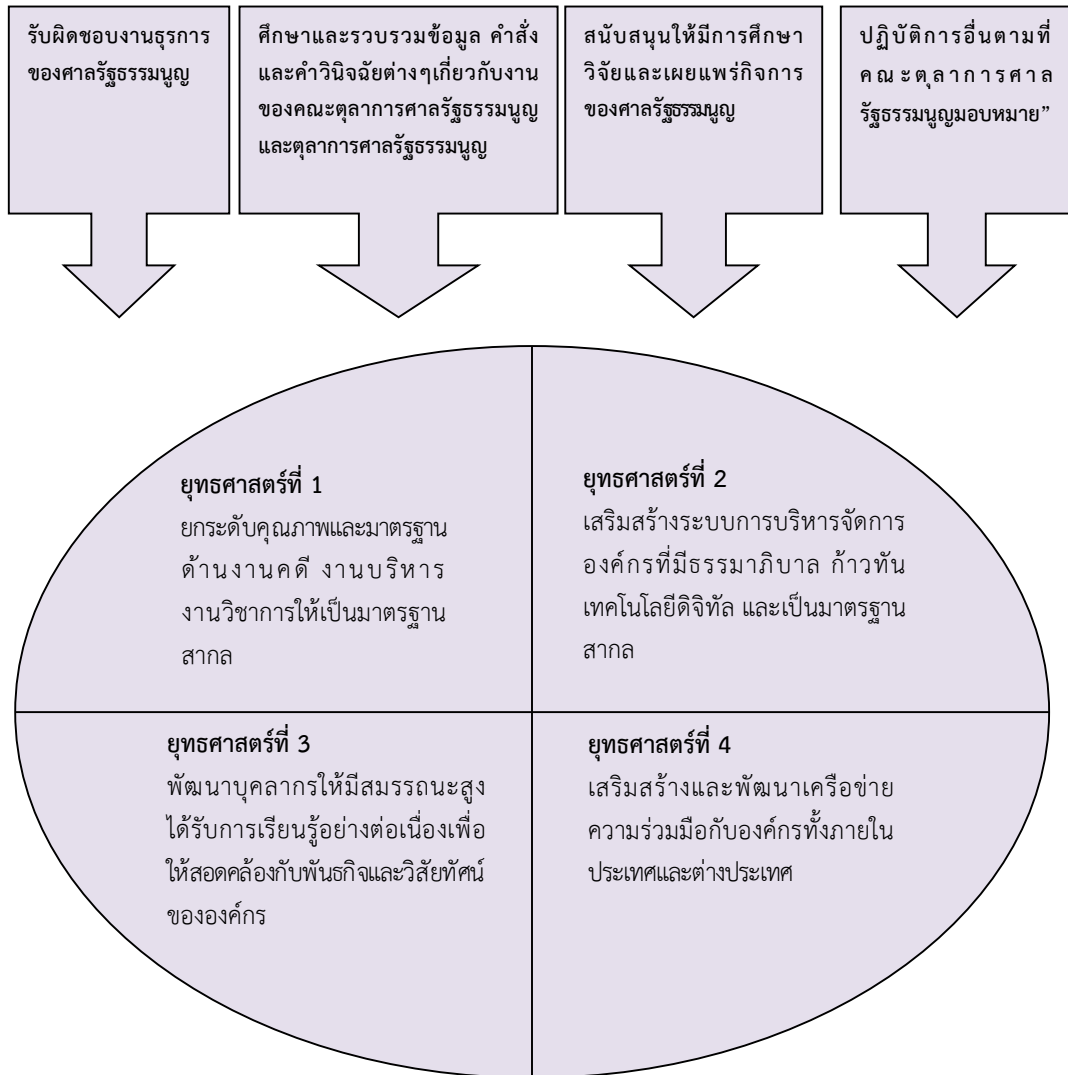 รับผิดชอบงานธุรการ
ของศาลรัฐธรรมนูญ
ศึกษาและรวบรวมข้อมูล คำสั่ง
และคำวินิจฉัยต่างๆเกี่ยวกับงาน
ของคณะตุลาการศาลรัฐธรรมนูญ
และตุลาการศาลรัฐธรรมนูญ
สนับสนุนให้มีการศึกษา
วิจัยและเผยแพร่กิจการ
ของศาลรัฐธรรมนูญ
ปฏิบัติการอื่นตามที่
คณะตุลาการศาล
รัฐธรรมนูญมอบหมาย”
ยุทธศาสตร์ที่ 1
ยกระดับคุณภาพและมาตรฐาน
ด้านงานคดี งานบริหาร
งานวิชาการให้เป็นมาตรฐาน
สากล
ยุทธศาสตร์ที่ 2
เสริมสร้างระบบการบริหารจัดการ
องค์กรที่มีธรรมาภิบาล ก้าวทัน
เทคโนโลยีดิจิทัล และเป็นมาตรฐาน
สากล
ยุทธศาสตร์ที่ 3
พัฒนาบุคลากรให้มีสมรรถนะสูง
ได้รับการเรียนรู้อย่างต่อเนื่องเพื่อ
ให้สอดคล้องกับพันธกิจและวิสัยทัศน์
ขององค์กร
ยุทธศาสตร์ที่ 4
เสริมสร้างและพัฒนาเครือข่าย
ความร่วมมือกับองค์กรทั้งภายใน
ประเทศและต่างประเทศ